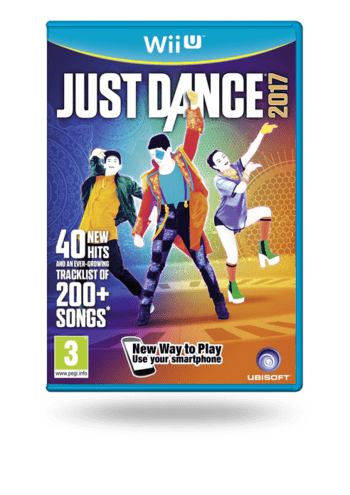 Wii U
JUST DANCE
2017
40 NEW
HITS
AND AN EVER-GROWING
TRACKLIST OF
200+
SONGS*
3
www.pegi.info
New Way to Play
Use your smartphone
UBISOFT